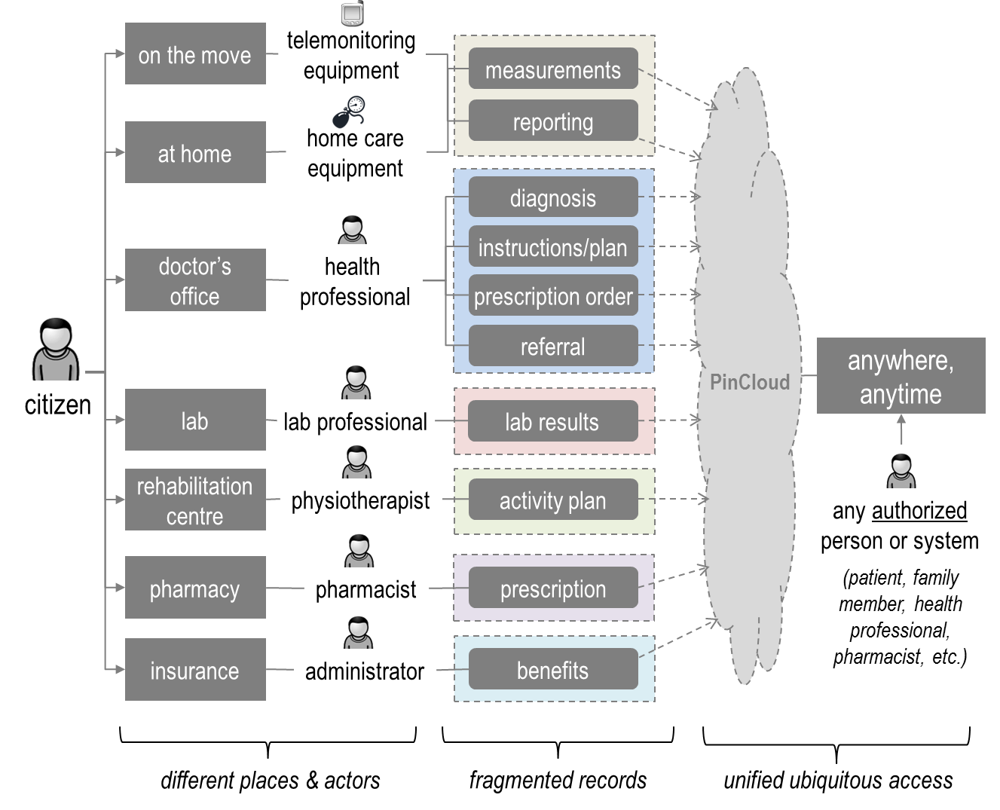 on the move
telemonitoring
equipment
measurements
reporting
at home
home care
equipment
diagnosis
instructions/plan
prescription order
referral
doctor’s
office
health
professional
citizen
PinCloud
anywhere,
anytime
lab
lab professional
lab results
rehabilitation
centre
physiotherapist
activity plan
any authorized
person or system
(patient, family
member, health
professional,
pharmacist, etc.)
pharmacy
pharmacist
prescription
insurance
administrator
benefits
different places & actors
fragmented records
unified ubiquitous access